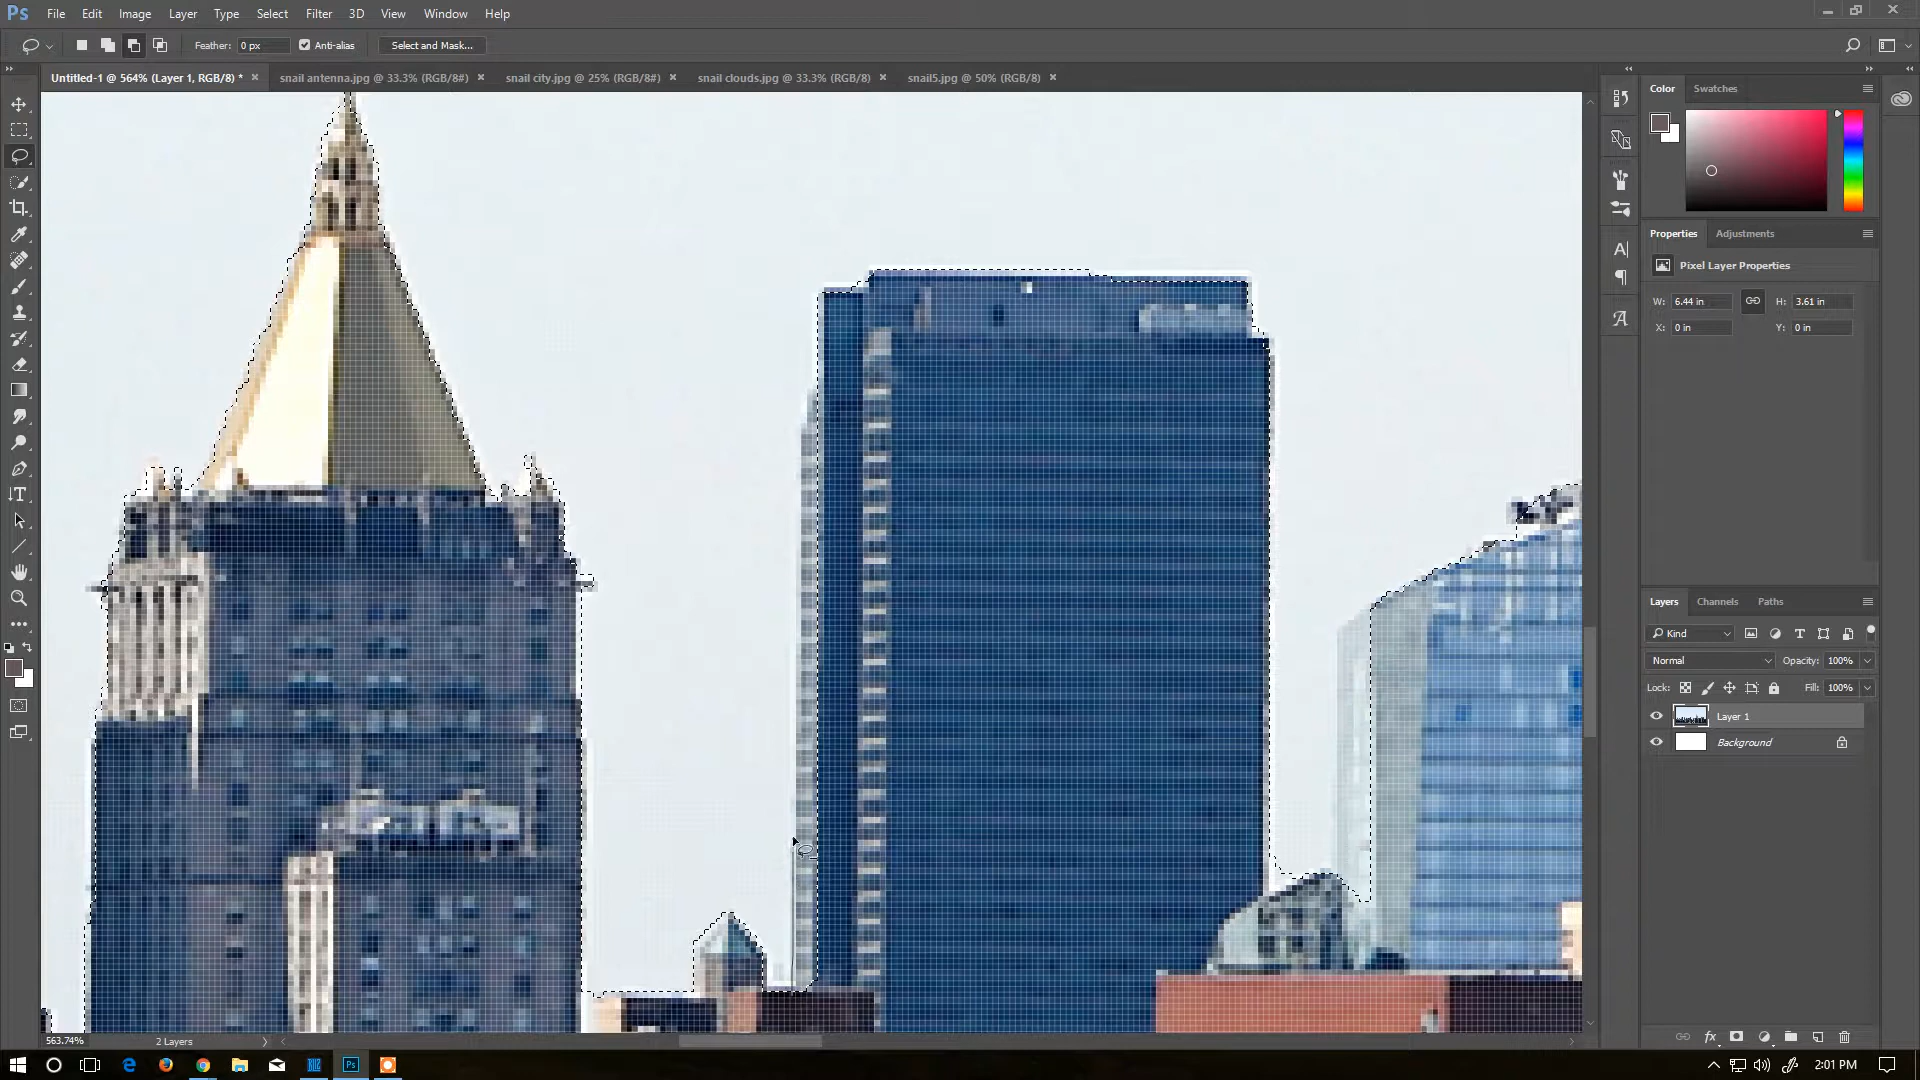 Ps File Edit Image Layer Type Select Filter 3D View Window Help
Feather: 0 px Anti-alias Select and Mask...
Untitled-1 @ 564% (Layer 1, RGB/8) * × snail antenna.jpg @ 33.3% (RGB/8#) × snail city.jpg @ 25% (RGB/8#) × snail clouds.jpg @ 33.3% (RGB/8) × snail5.jpg @ 50% (RGB/8) ×
Color Swatches
Properties Adjustments
Pixel Layer Properties
W: 6.44 in H: 3.61 in
X: 0 in Y: 0 in
Layers Channels Paths
Kind
Normal Opacity: 100%
Lock: Fill: 100%
Layer 1
Background
563.74% 2 Layers
2:01 PM